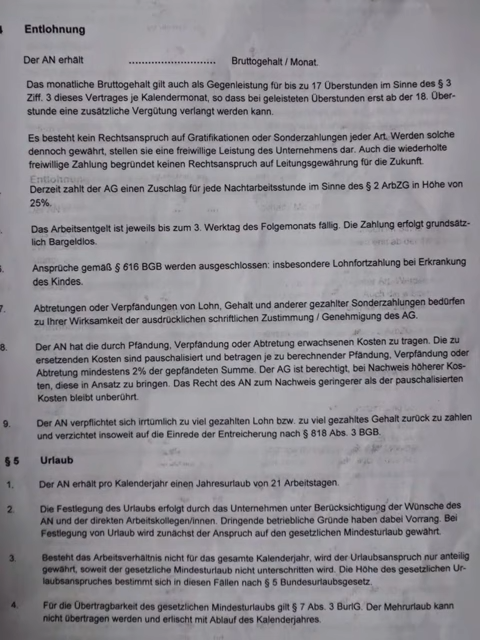 Entlohnung
Der AN erhält ........................... Bruttogehalt / Monat.
Das monatliche Bruttogehalt gilt auch als Gegenleistung für bis zu 17 Überstunden im Sinne des § 3
Ziff. 3 dieses Vertrages je Kalendermonat, so dass bei geleisteten Überstunden erst ab der 18. Über-
stunde eine zusätzliche Vergütung verlangt werden kann.
Es besteht kein Rechtsanspruch auf Gratifikationen oder Sonderzahlungen jeder Art. Werden solche
dennoch gewährt, stellen sie eine freiwillige Leistung des Unternehmens dar. Auch die wiederholte
freiwillige Zahlung begründet keinen Rechtsanspruch auf Leitungsgewährung für die Zukunft.
Derzeit zahlt der AG einen Zuschlag für jede Nachtarbeitsstunde im Sinne des § 2 ArbZG in Höhe von
25%.
Das Arbeitsentgelt ist jeweils bis zum 3. Werktag des Folgemonats fällig. Die Zahlung erfolgt grundsätz-
lich Bargeldlos.
Ansprüche gemäß § 616 BGB werden ausgeschlossen: insbesondere Lohnfortzahlung bei Erkrankung
des Kindes.
7. Abtretungen oder Verpfändungen von Lohn, Gehalt und anderer gezahlter Sonderzahlungen bedürfen
zu Ihrer Wirksamkeit der ausdrücklichen schriftlichen Zustimmung / Genehmigung des AG.
8. Der AN hat die durch Pfändung, Verpfändung oder Abtretung erwachsenen Kosten zu tragen. Die zu
ersetzenden Kosten sind pauschalisiert und betragen je zu berechnender Pfändung, Verpfändung oder
Abtretung mindestens 2% der gepfändeten Summe. Der AG ist berechtigt, bei Nachweis höherer Kos-
ten, diese in Ansatz zu bringen. Das Recht des AN zum Nachweis geringerer als der pauschalisierten
Kosten bleibt unberührt.
9. Der AN verpflichtet sich irrtümlich zu viel gezahlten Lohn bzw. zu viel gezahltes Gehalt zurück zu zahlen
und verzichtet insoweit auf die Einrede der Entreicherung nach § 818 Abs. 3 BGB.
§ 5 Urlaub
1. Der AN erhält pro Kalenderjahr einen Jahresurlaub von 21 Arbeitstagen.
2. Die Festlegung des Urlaubs erfolgt durch das Unternehmen unter Berücksichtigung der Wünsche des
AN und der direkten Arbeitskollegen/innen. Dringende betriebliche Gründe haben dabei Vorrang. Bei
Festlegung von Urlaub wird zunächst der Anspruch auf den gesetzlichen Mindesturlaub gewährt.
3. Besteht das Arbeitsverhältnis nicht für das gesamte Kalenderjahr, wird der Urlaubsanspruch nur anteilig
gewährt, soweit der gesetzliche Mindesturlaub nicht unterschritten wird. Die Höhe des gesetzlichen Ur-
laubsanspruches bestimmt sich in diesen Fällen nach § 5 Bundesurlaubsgesetz.
4. Für die Übertragbarkeit des gesetzlichen Mindesturlaubs gilt § 7 Abs. 3 BurlG. Der Mehrurlaub kann
nicht übertragen werden und erlischt mit Ablauf des Kalenderjahres.